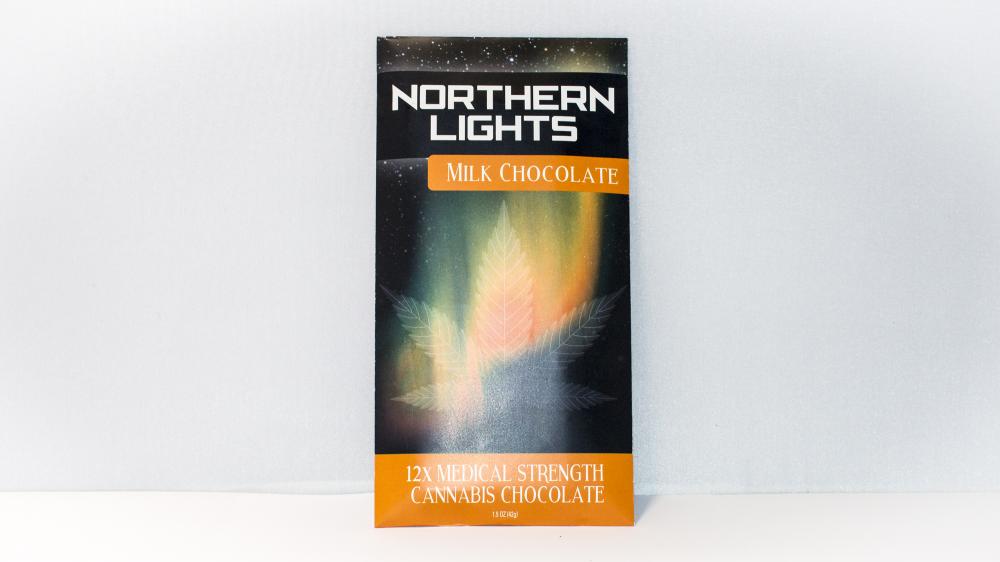 NORTHERN
LIGHTS
MILK CHOCOLATE
12X MEDICAL STRENGTH
CANNABIS CHOCOLATE
1.5 OZ (42g)